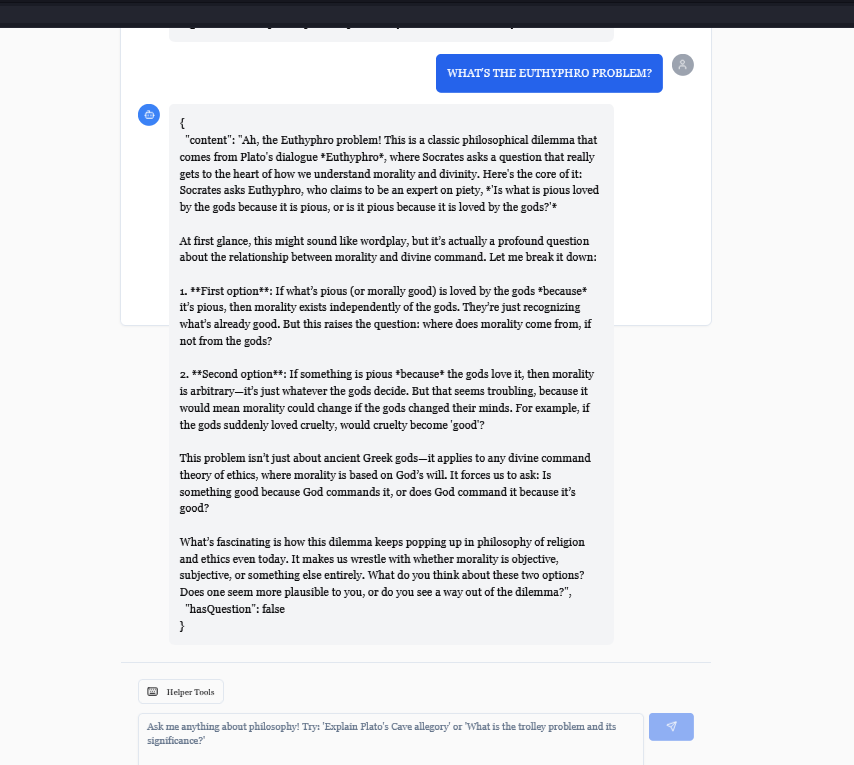 WHAT'S THE EUTHYPHRO PROBLEM?
{
"content": "Ah, the Euthyphro problem! This is a classic philosophical dilemma that
comes from Plato's dialogue *Euthyphro*, where Socrates asks a question that really
gets to the heart of how we understand morality and divinity. Here's the core of it:
Socrates asks Euthyphro, who claims to be an expert on piety, *'Is what is pious loved
by the gods because it is pious, or is it pious because it is loved by the gods?'*
At first glance, this might sound like wordplay, but it's actually a profound question
about the relationship between morality and divine command. Let me break it down:
1. **First option**: If what's pious (or morally good) is loved by the gods *because*
it's pious, then morality exists independently of the gods. They're just recognizing
what's already good. But this raises the question: where does morality come from, if
not from the gods?
2. **Second option**: If something is pious *because* the gods love it, then morality
is arbitrary—it's just whatever the gods decide. But that seems troubling, because it
would mean morality could change if the gods changed their minds. For example, if
the gods suddenly loved cruelty, would cruelty become 'good'?
This problem isn't just about ancient Greek gods—it applies to any divine command
theory of ethics, where morality is based on God's will. It forces us to ask: Is
something good because God commands it, or does God command it because it's
good?
What's fascinating is how this dilemma keeps popping up in philosophy of religion
and ethics even today. It makes us wrestle with whether morality is objective,
subjective, or something else entirely. What do you think about these two options?
Does one seem more plausible to you, or do you see a way out of the dilemma?",
"hasQuestion": false
}
Helper Tools
Ask me anything about philosophy! Try: 'Explain Plato's Cave allegory' or 'What is the trolley problem and its
significance?'